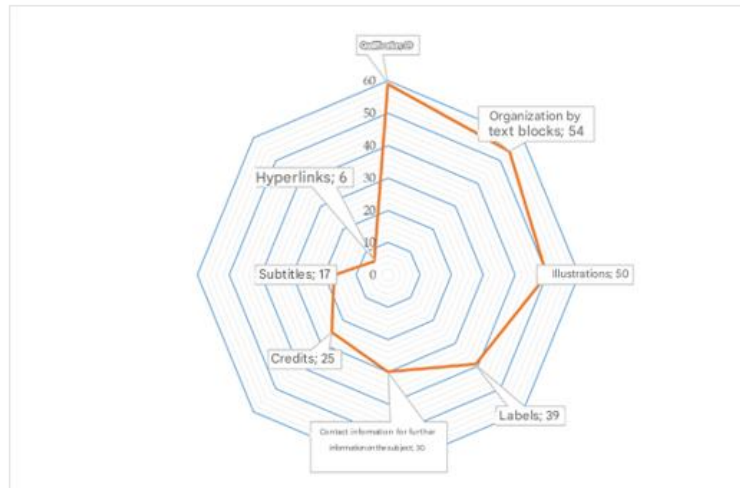 60
Organization by
text blocks; 54
50
40
30
Hyperlinks; 6
20
10
Subtitles; 17
0
Illustrations; 50
Credits; 25
Labels; 39
Contact information for further
information on the subject; 30